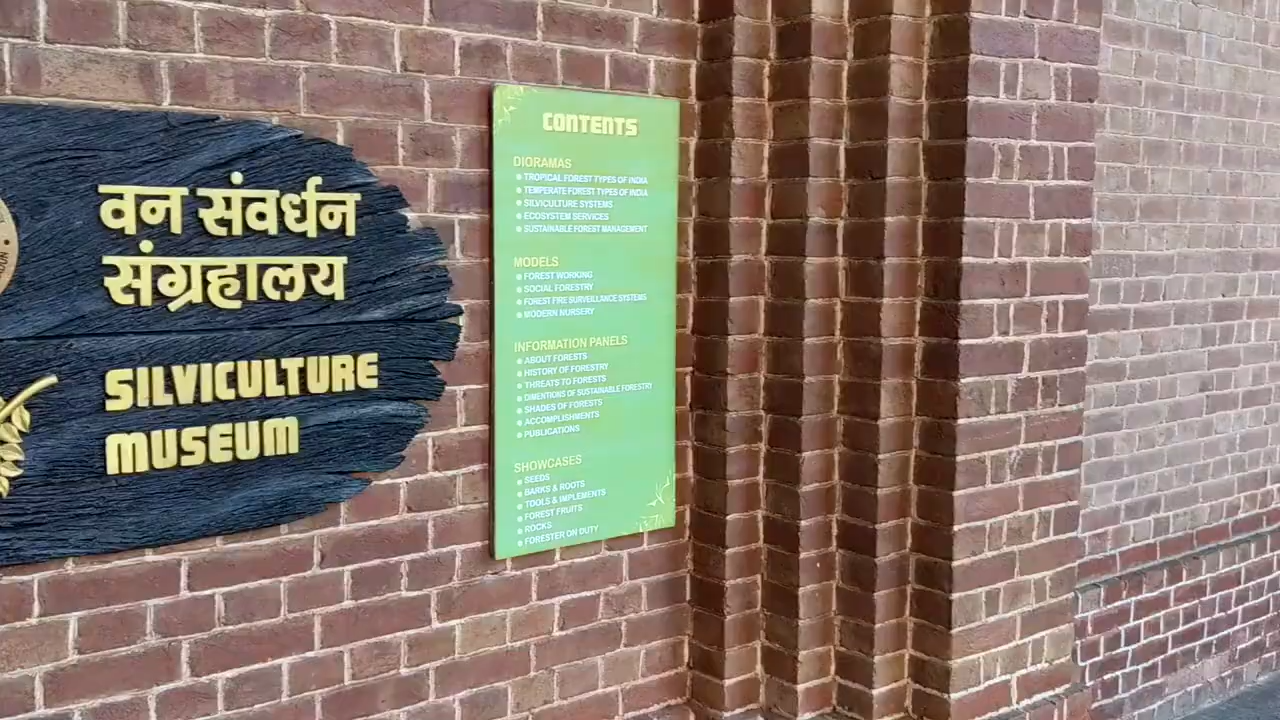 वन संवर्धन
संग्रहालय
SILVICULTURE
MUSEUM
CONTENTS
DIORAMAS
TROPICAL FOREST TYPES OF INDIA
TEMPERATE FOREST TYPES OF INDIA
SILVICULTURE SYSTEMS
ECOSYSTEM SERVICES
SUSTAINABLE FOREST MANAGEMENT
MODELS
FOREST WORKING
SOCIAL FORESTRY
FOREST FIRE SURVEILLANCE SYSTEMS
MODERN NURSERY
INFORMATION PANELS
ABOUT FORESTS
HISTORY OF FORESTRY
THREATS TO FORESTS
DIMENTIONS OF SUSTAINABLE FORESTRY
SHADES OF FORESTS
ACCOMPLISHMENTS
PUBLICATIONS
SHOWCASES
SEEDS
BARKS & ROOTS
TOOLS & IMPLEMENTS
FOREST FRUITS
ROCKS
FORESTER ON DUTY